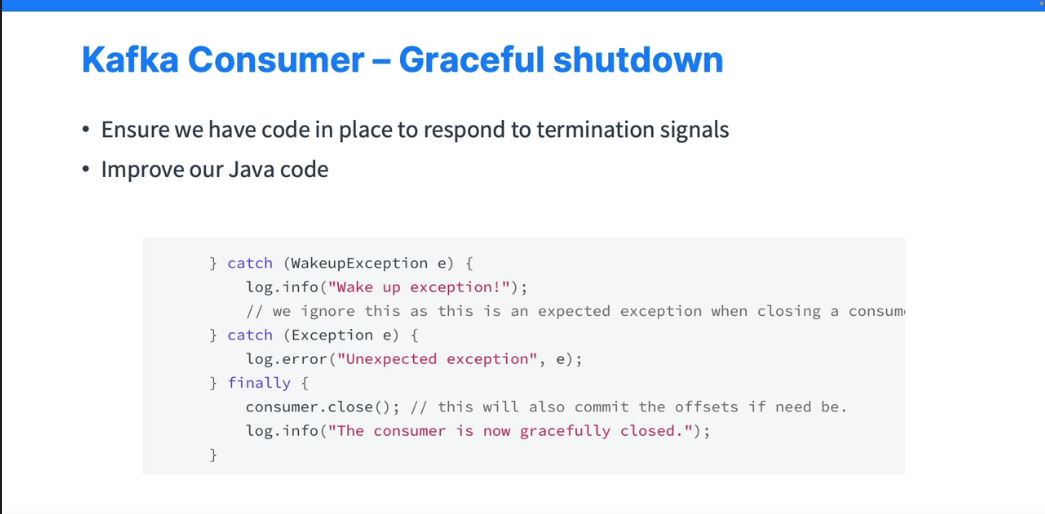 Kafka Consumer – Graceful shutdown
• Ensure we have code in place to respond to termination signals
• Improve our Java code
} catch (WakeupException e) {
log.info("Wake up exception!");
// we ignore this as this is an expected exception when closing a consum
} catch (Exception e) {
log.error("Unexpected exception", e);
} finally {
consumer.close(); // this will also commit the offsets if need be.
log.info("The consumer is now gracefully closed.");
}